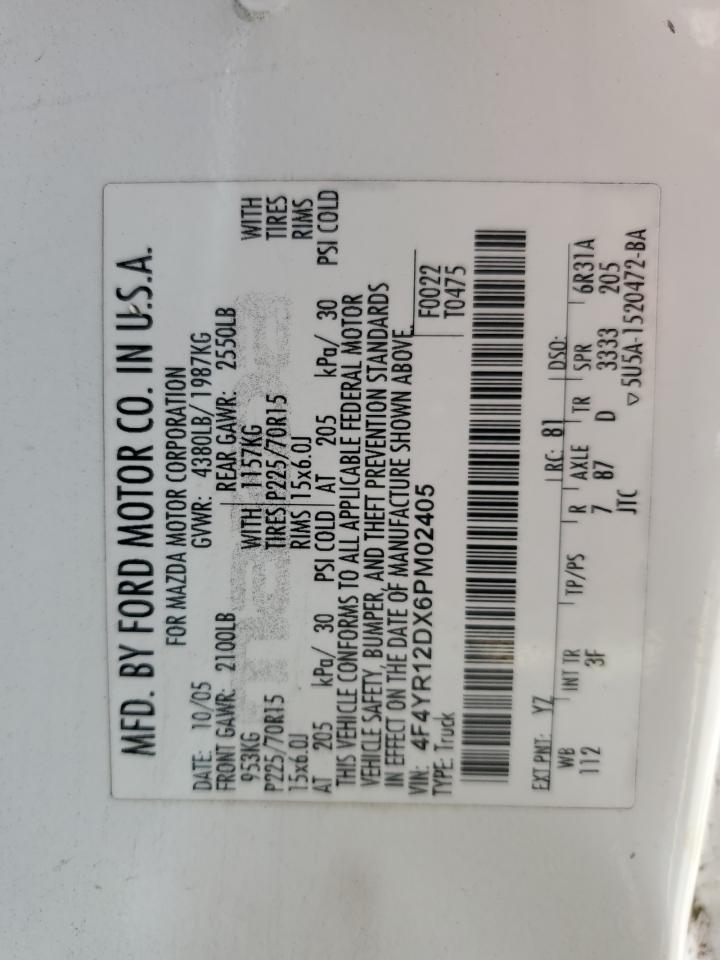 MFD. BY FORD MOTOR CO. IN U.S.A.
FOR MAZDA MOTOR CORPORATION
DATE: 10/05 GVWR: 4380LB/1987KG
FRONT GAWR: 2100LB REAR GAWR: 2550LB
953KG WITH 1157KG WITH
P225/70R15 TIRES P225/70R15 TIRES
15x6.0J RIMS 15x6.0J RIMS
AT 205 kPa/ 30 PSI COLD AT 205 kPa/ 30 PSI COLD
THIS VEHICLE CONFORMS TO ALL APPLICABLE FEDERAL MOTOR
VEHICLE SAFETY, BUMPER, AND THEFT PREVENTION STANDARDS
IN EFFECT ON THE DATE OF MANUFACTURE SHOWN ABOVE.
VIN: 4F4YR12DX6PM02405 F0022
TYPE: Truck T0475
EXT PNT: YZ RC: 81 DSO:
WB INT TR TP/PS R AXLE TR SPR 6R31A
112 3F 7 87 D 3333 205
JTC ▽5U5A-1520472-BA